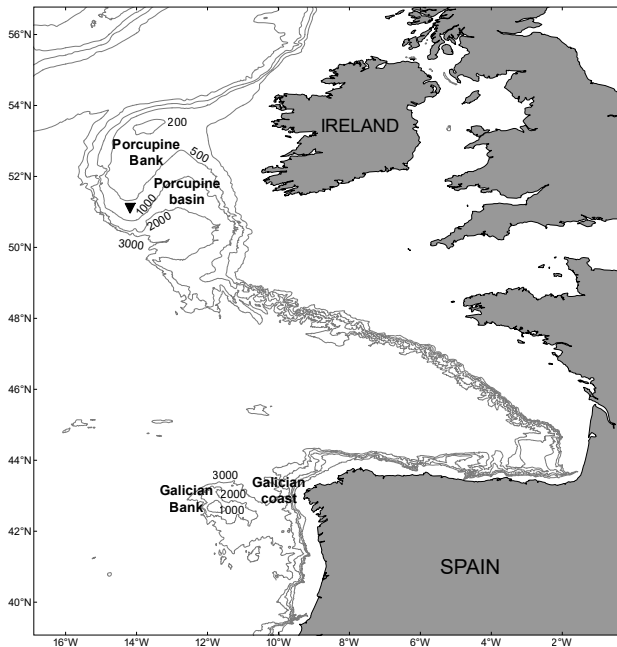 56°N
54°N
52°N
50°N
48°N
46°N
44°N
42°N
40°N
16°W
14°W
12°W
10°W
8°W
6°W
4°W
2°W
IRELAND
200
Porcupine
Bank
500
Porcupine
basin
1000
2000
3000
3000
2000
1000
Galician
Bank
Galician
coast
SPAIN